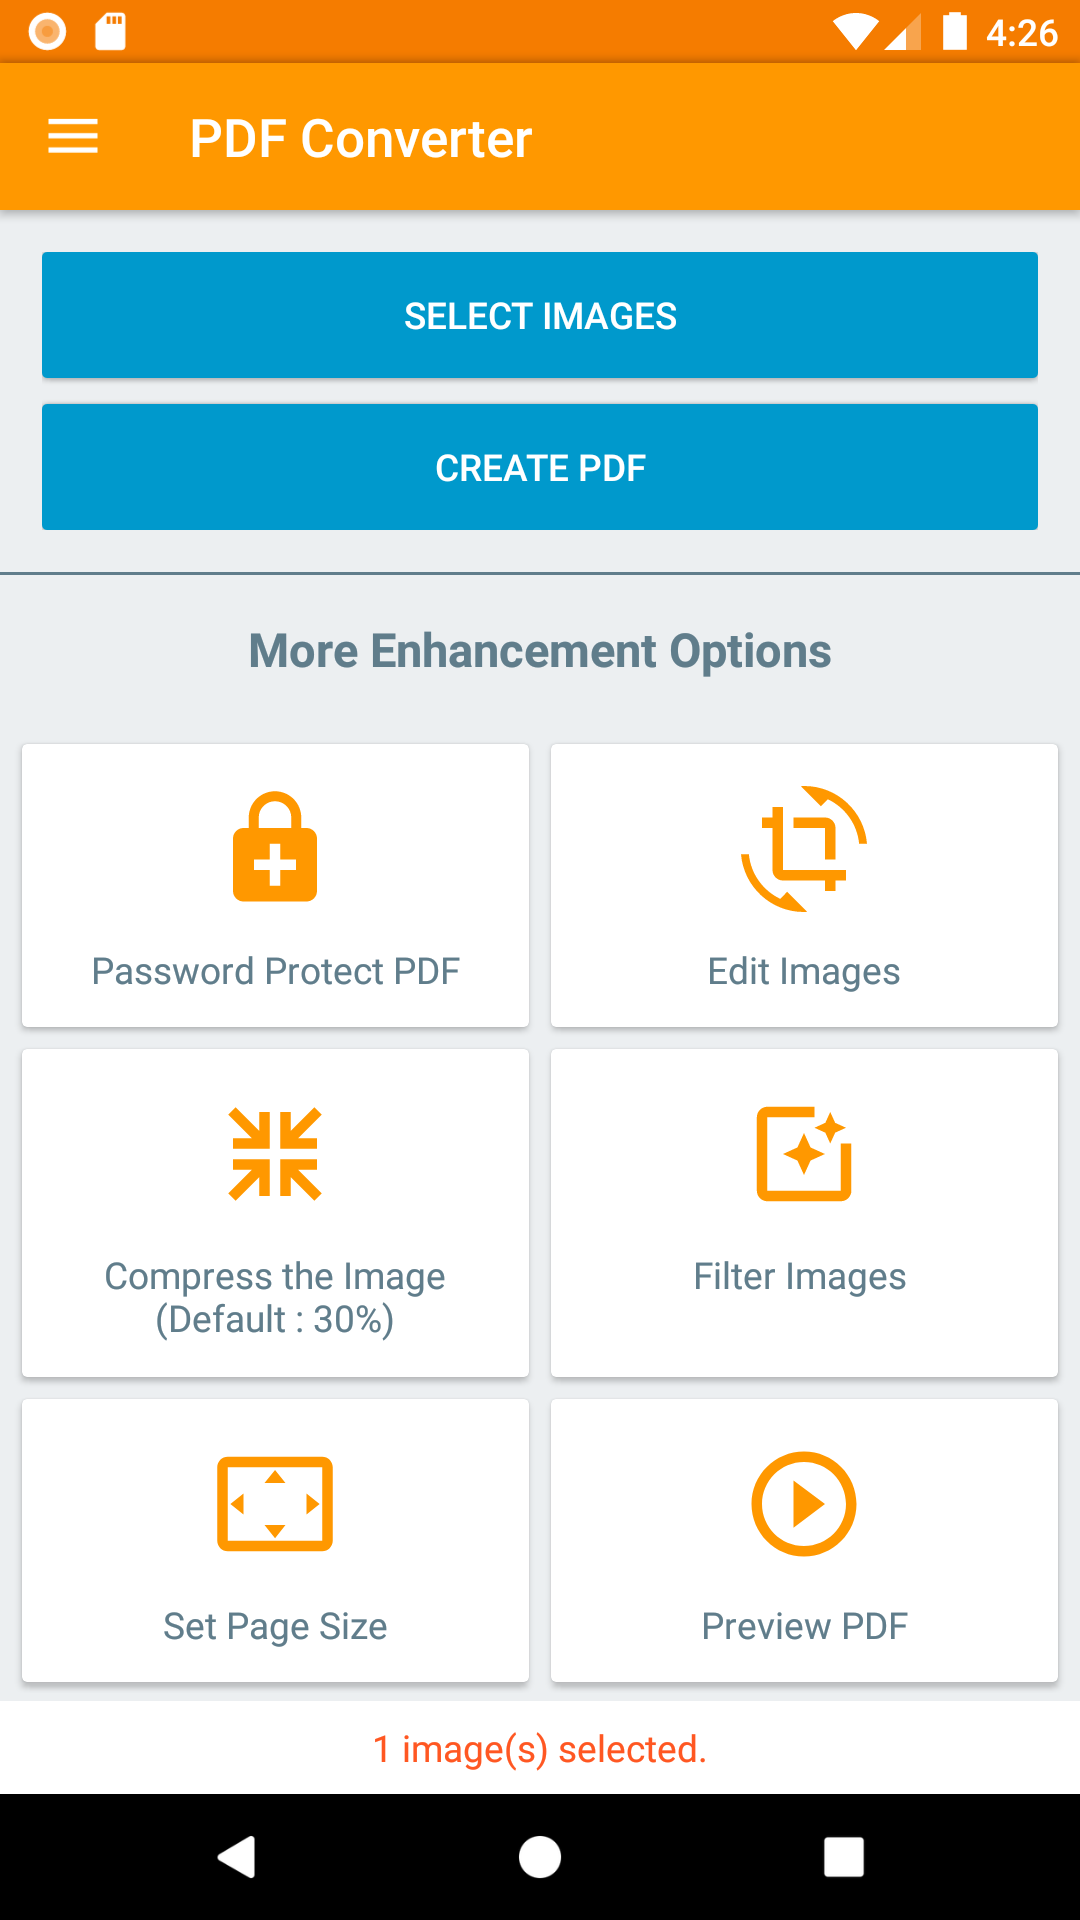 4:26
PDF Converter
SELECT IMAGES
CREATE PDF
More Enhancement Options
Password Protect PDF
Edit Images
Compress the Image
(Default : 30%)
Filter Images
Set Page Size
Preview PDF
1 image(s) selected.